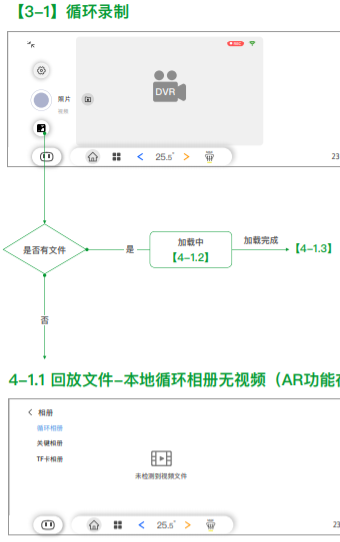 【3-1】循环录制
REC
照片
视频
DVR
25.5°
23
是否有文件
是
加载中
【4-1.2】
加载完成
【4-1.3】
否
4-1.1 回放文件-本地循环相册无视频（AR功能
相册
循环相册
关键相册
TF卡相册
未检测到视频文件
25.5°
23